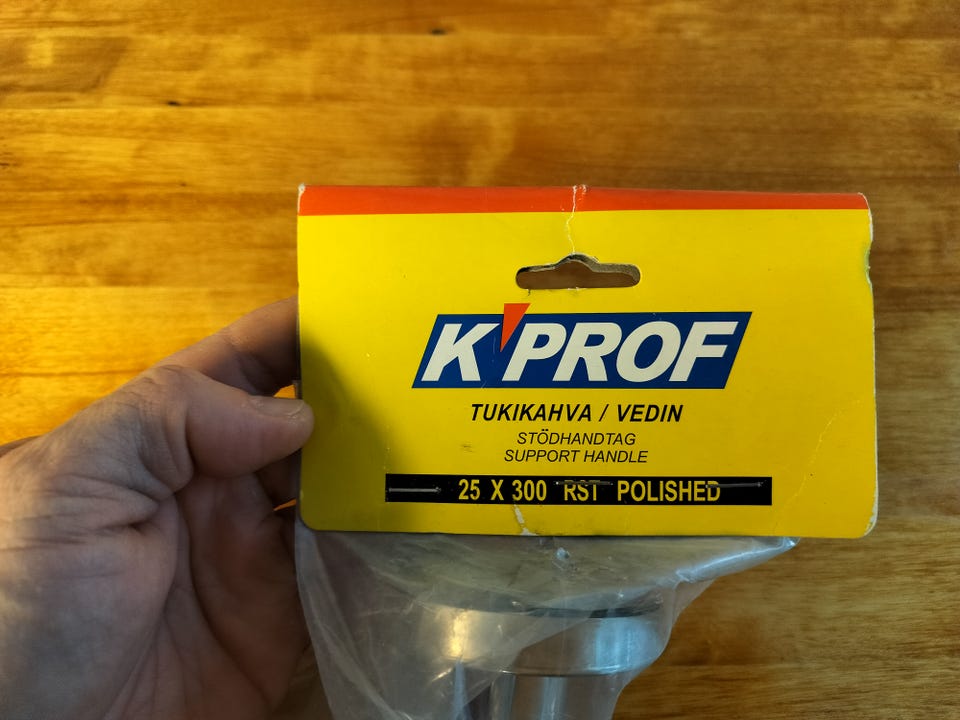 K'PROF
TUKIKAHVA / VEDIN
STÖDHANDTAG
SUPPORT HANDLE
25 X 300 RST POLISHED